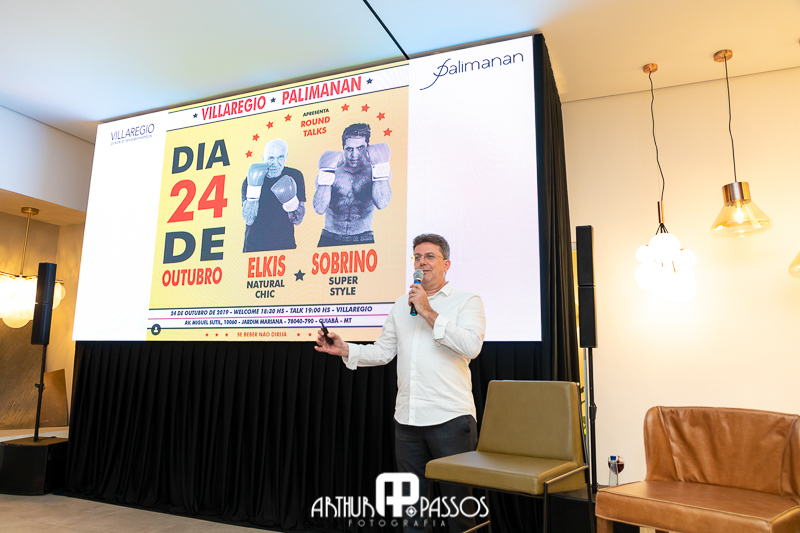 VILLAREGIO ★ PALIMANAN
VILLAREGIO
Palimanan
APRESENTA
ROUND
TALKS
DIA
24
DE
OUTUBRO
ELKIS ★ SOBRINO
NATURAL
CHIC
SUPER
STYLE
24 DE OUTUBRO DE 2019 - WELCOME 18:30 HS - TALK 19:00 HS - VILLAREGIO
AV. MIGUEL SUTIL, 10060 - JARDIM MARIANA - 78040-790 - CUIABÁ - MT
SE BEBER NÃO DIRIJA
ARTHUR AP PASSOS
FOTOGRAFIA